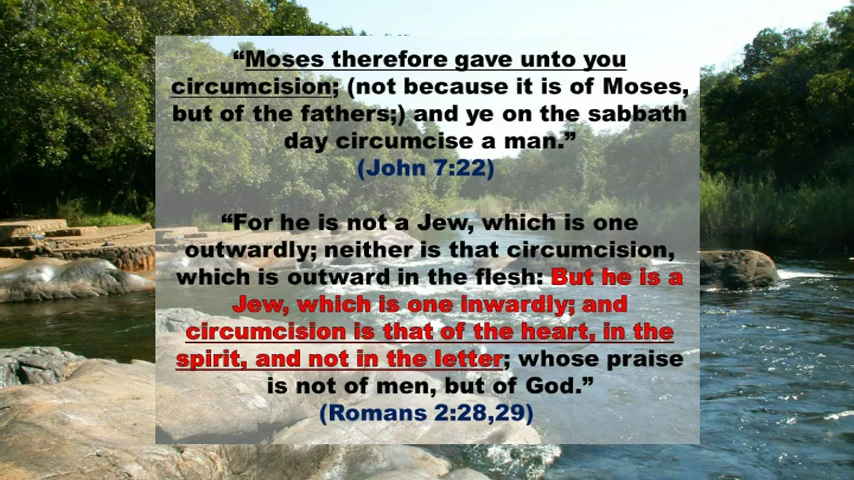 “Moses therefore gave unto you
circumcision; (not because it is of Moses,
but of the fathers;) and ye on the sabbath
day circumcise a man.”
(John 7:22)
“For he is not a Jew, which is one
outwardly; neither is that circumcision,
which is outward in the flesh: But he is a
Jew, which is one inwardly; and
circumcision is that of the heart, in the
spirit, and not in the letter; whose praise
is not of men, but of God.”
(Romans 2:28,29)